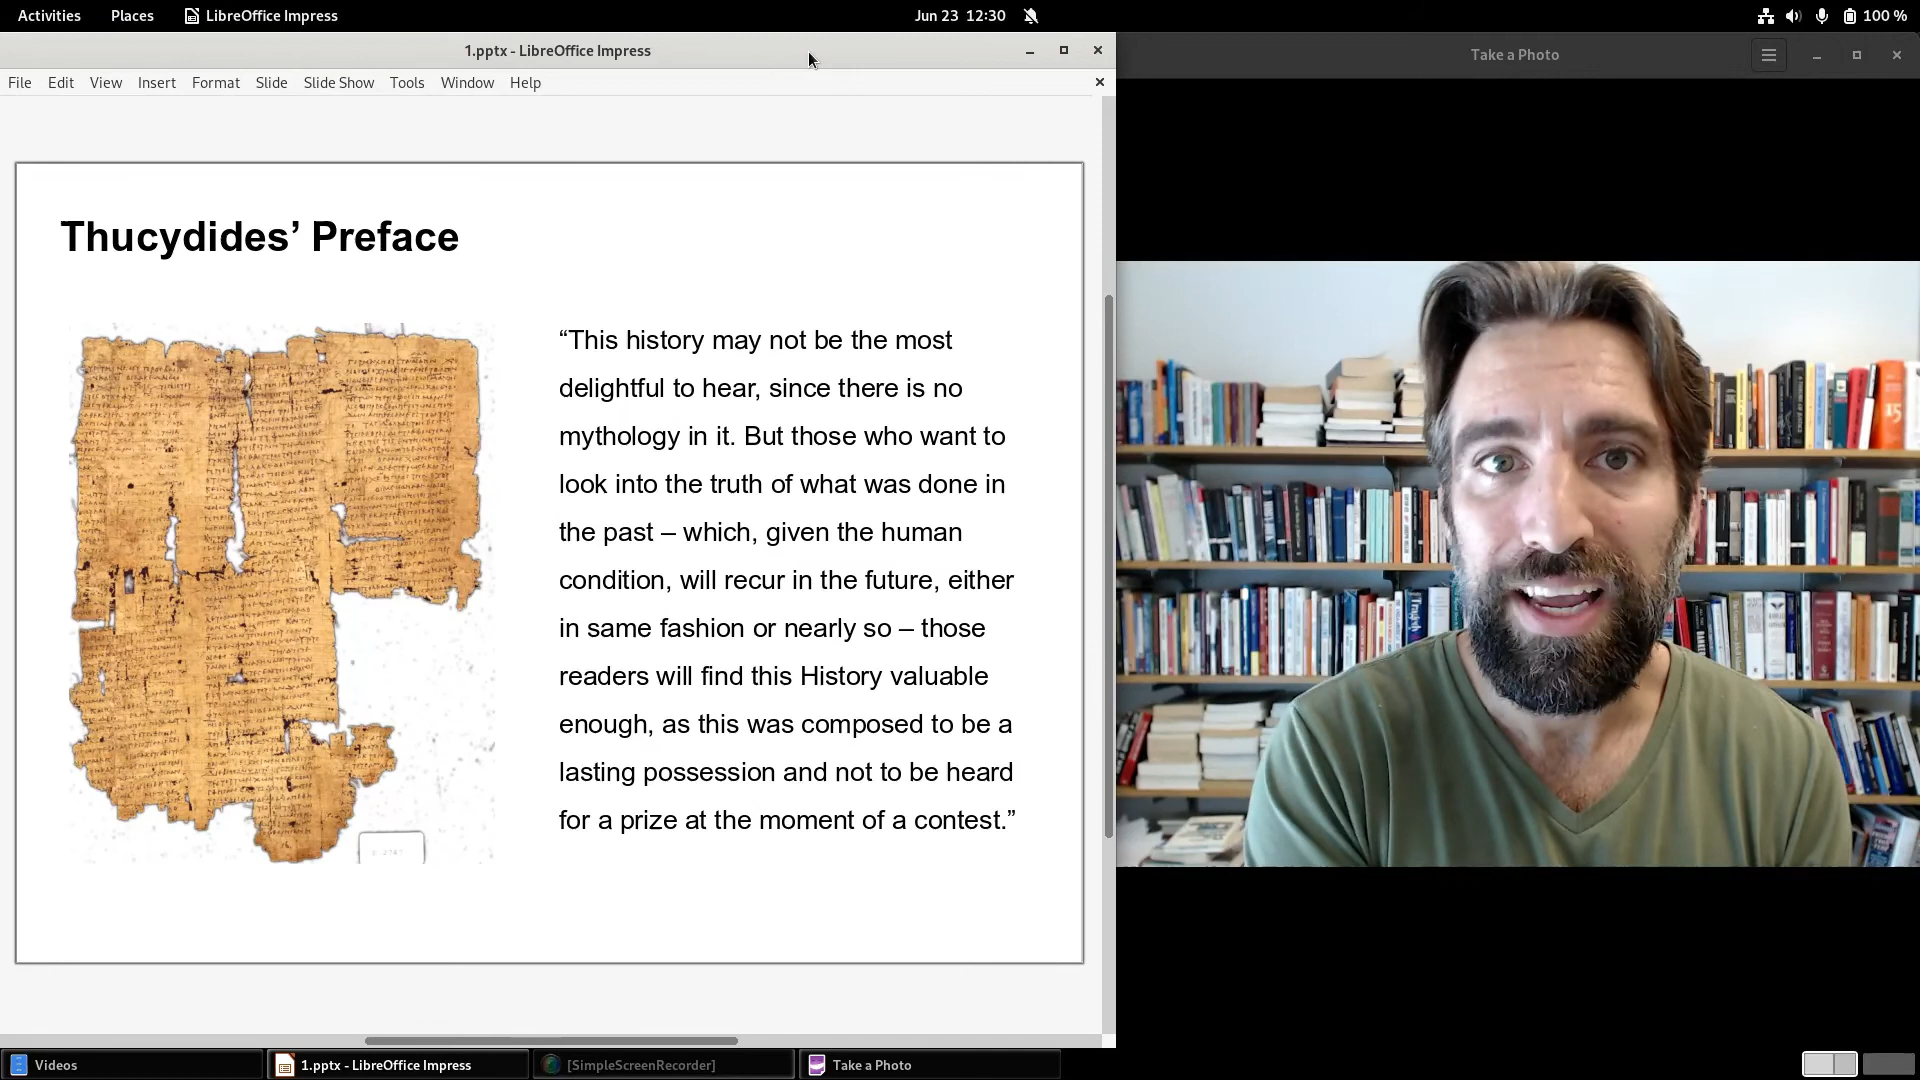 Activities Places LibreOffice Impress Jun 23 12:30 100 %
1.pptx - LibreOffice Impress
Take a Photo
File Edit View Insert Format Slide Slide Show Tools Window Help
Thucydides’ Preface
“This history may not be the most
delightful to hear, since there is no
mythology in it. But those who want to
look into the truth of what was done in
the past – which, given the human
condition, will recur in the future, either
in same fashion or nearly so – those
readers will find this History valuable
enough, as this was composed to be a
lasting possession and not to be heard
for a prize at the moment of a contest.”
15
Videos 1.pptx - LibreOffice Impress [SimpleScreenRecorder] Take a Photo